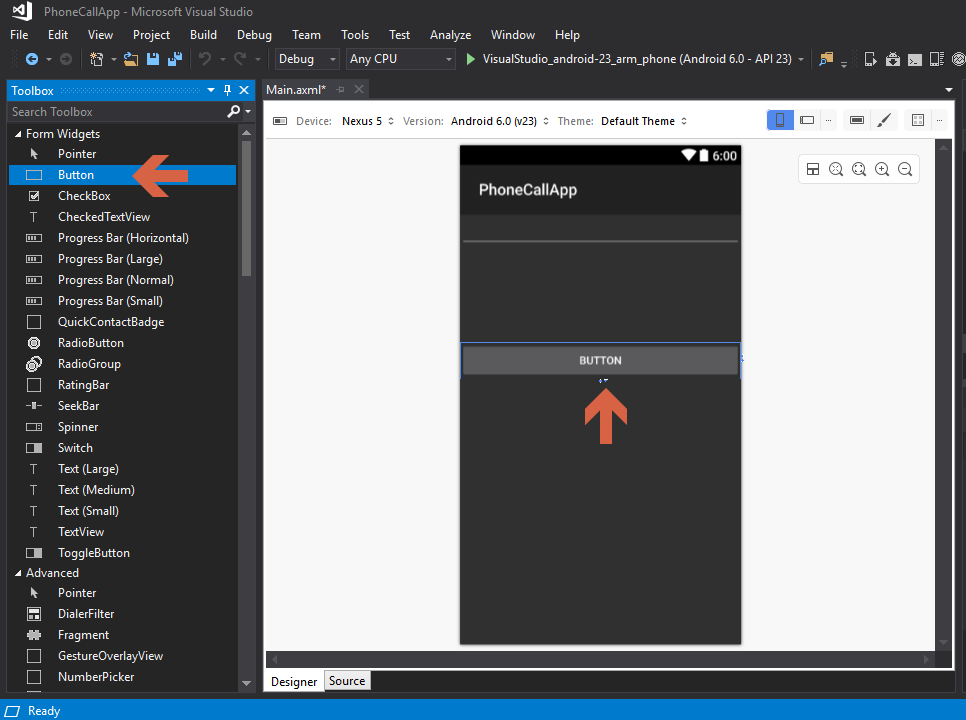 PhoneCallApp - Microsoft Visual Studio
File Edit View Project Build Debug Team Tools Test Analyze Window Help
Debug Any CPU VisualStudio_android-23_arm_phone (Android 6.0 - API 23)
Toolbox
Main.axml*
Search Toolbox
Device: Nexus 5 Version: Android 6.0 (v23) Theme: Default Theme
Form Widgets
Pointer
Button
CheckBox
CheckedTextView
Progress Bar (Horizontal)
Progress Bar (Large)
Progress Bar (Normal)
Progress Bar (Small)
QuickContactBadge
RadioButton
RadioGroup
RatingBar
SeekBar
Spinner
Switch
Text (Large)
Text (Medium)
Text (Small)
TextView
ToggleButton
Advanced
Pointer
DialerFilter
Fragment
GestureOverlayView
NumberPicker
6:00
PhoneCallApp
BUTTON
Designer Source
Ready